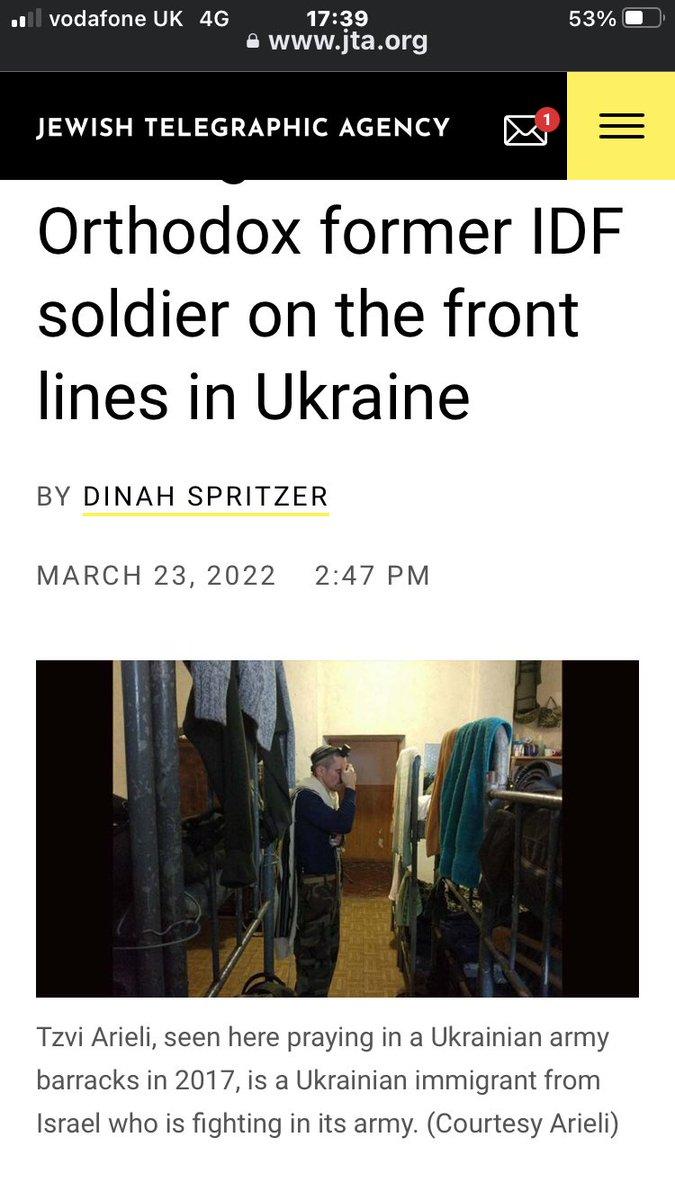 vodafone UK 4G 17:39 53%
www.jta.org
JEWISH TELEGRAPHIC AGENCY 1
Orthodox former IDF
soldier on the front
lines in Ukraine
BY DINAH SPRITZER
MARCH 23, 2022 2:47 PM
Tzvi Arieli, seen here praying in a Ukrainian army
barracks in 2017, is a Ukrainian immigrant from
Israel who is fighting in its army. (Courtesy Arieli)